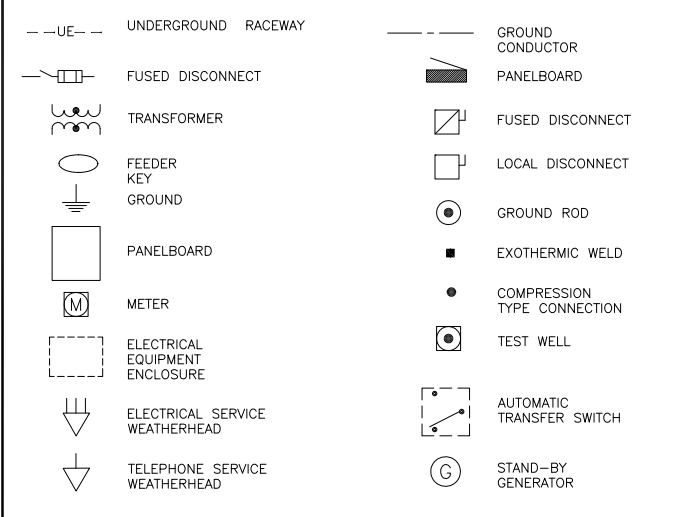 UE
UNDERGROUND RACEWAY
FUSED DISCONNECT
TRANSFORMER
FEEDER
KEY
GROUND
PANELBOARD
M
METER
ELECTRICAL
EQUIPMENT
ENCLOSURE
ELECTRICAL SERVICE
WEATHERHEAD
TELEPHONE SERVICE
WEATHERHEAD
GROUND
CONDUCTOR
PANELBOARD
FUSED DISCONNECT
LOCAL DISCONNECT
GROUND ROD
EXOTHERMIC WELD
COMPRESSION
TYPE CONNECTION
TEST WELL
AUTOMATIC
TRANSFER SWITCH
G
STAND-BY
GENERATOR